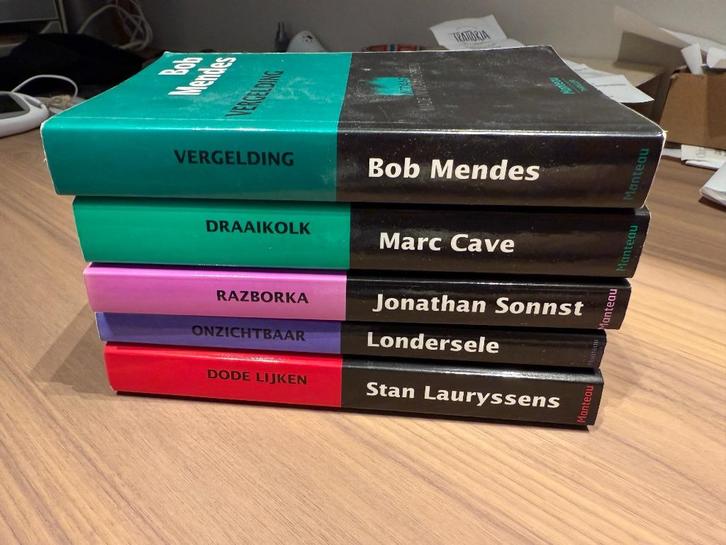 Bob
Mendes
VERGELDING
VERGELDING
Bob Mendes
Manteau
DRAAIKOLK
Marc Cave
Manteau
RAZBORKA
Jonathan Sonnst
Manteau
ONZICHTBAAR
Londersele
Manteau
DODE LIJKEN
Stan Lauryssens
Manteau